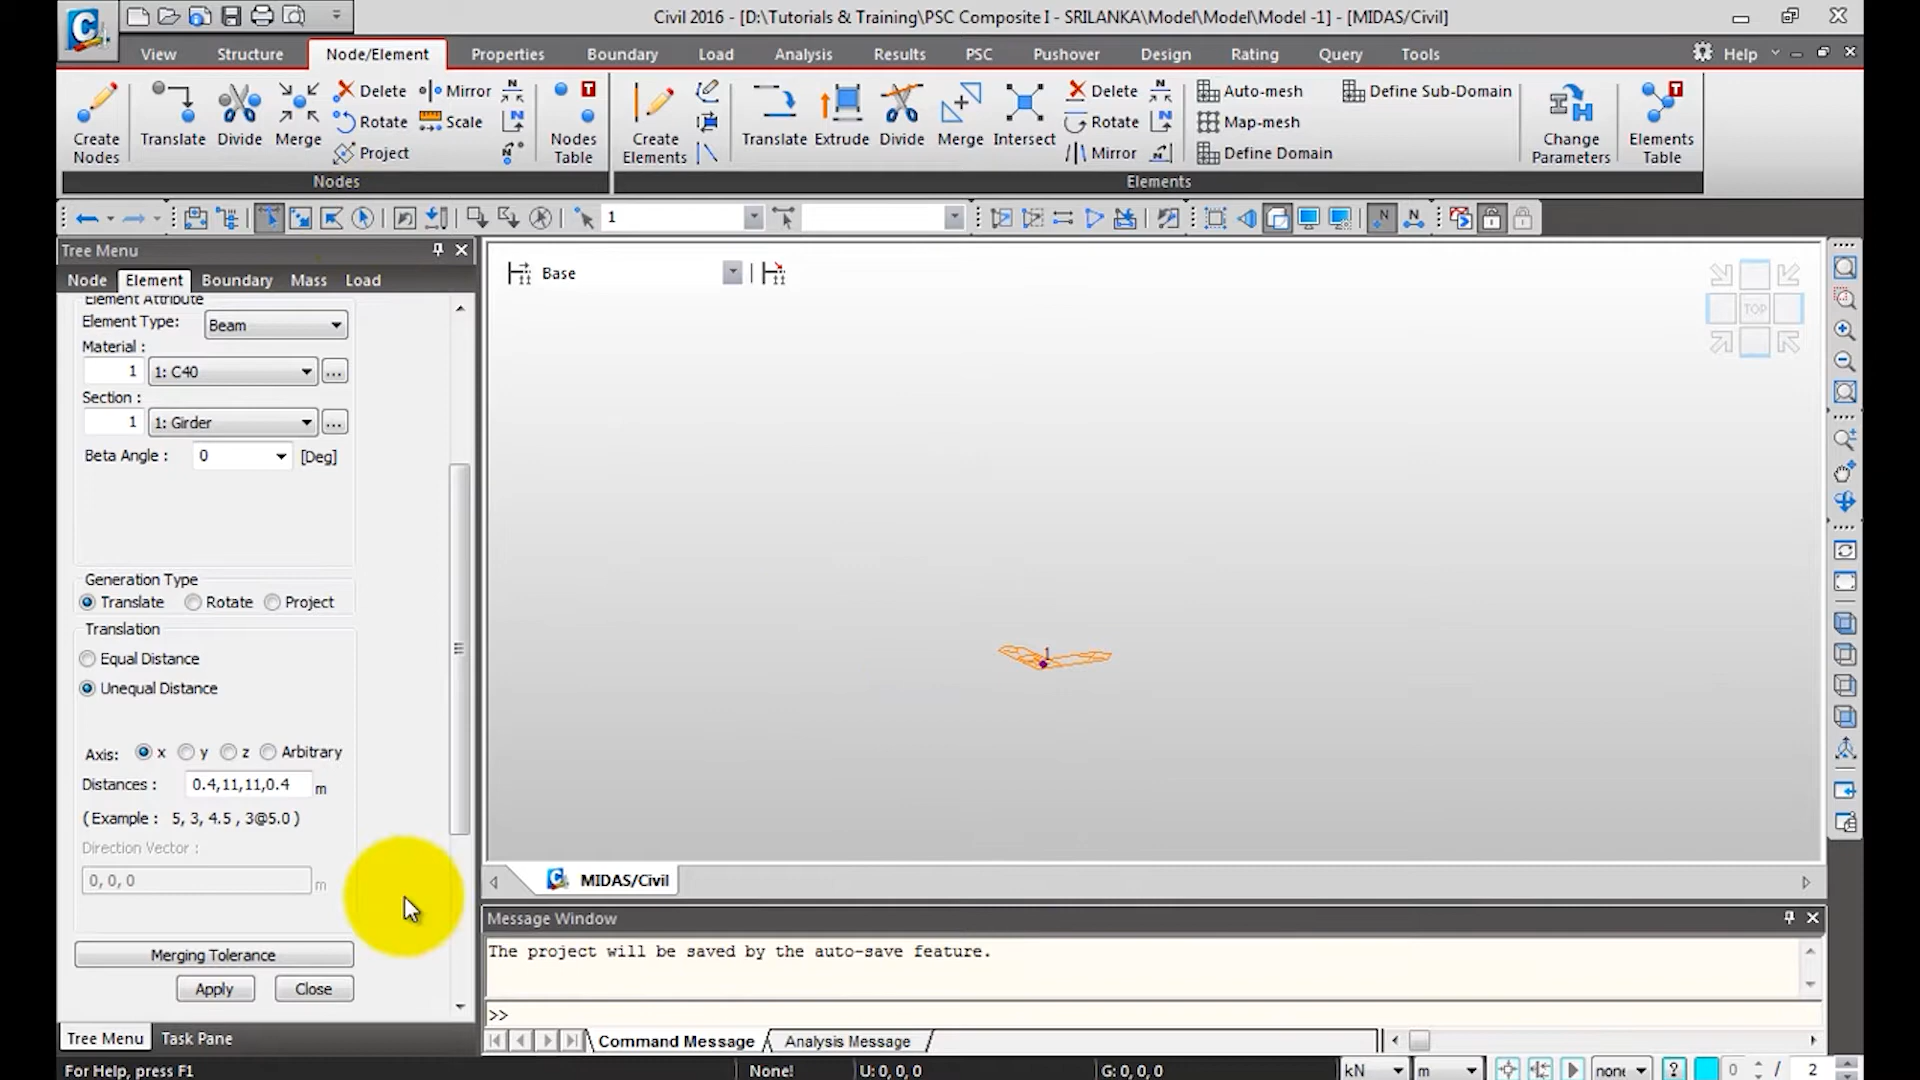 Civil 2016 - [D:\Tutorials & Training\PSC Composite I - SRILANKA\Model\Model\Model -1] - [MIDAS/Civil]
View Structure Node/Element Properties Boundary Load Analysis Results PSC Pushover Design Rating Query Tools Help
Create Nodes
Translate
Divide
Merge
Delete
Rotate
Project
Mirror
Scale
Nodes Table
Nodes
Create Elements
Translate
Extrude
Divide
Merge
Intersect
Delete
Rotate
Mirror
Auto-mesh
Map-mesh
Define Domain
Define Sub-Domain
Change Parameters
Elements Table
Elements
1
Tree Menu
Node Element Boundary Mass Load
Element Attribute
Element Type: Beam
Material :
1 1: C40 ...
Section :
1 1: Girder ...
Beta Angle : 0 [Deg]
Generation Type
Translate Rotate Project
Translation
Equal Distance
Unequal Distance
Axis: x y z Arbitrary
Distances : 0.4,11,11,0.4 m
( Example : 5, 3, 4.5 , 3@5.0 )
Direction Vector :
0, 0, 0 m
Merging Tolerance
Apply Close
Tree Menu Task Pane
Base
TOP
1
MIDAS/Civil
Message Window
The project will be saved by the auto-save feature.
>>
Command Message Analysis Message
For Help, press F1 None! U: 0, 0, 0 G: 0, 0, 0 kN m none ? 0 / 2